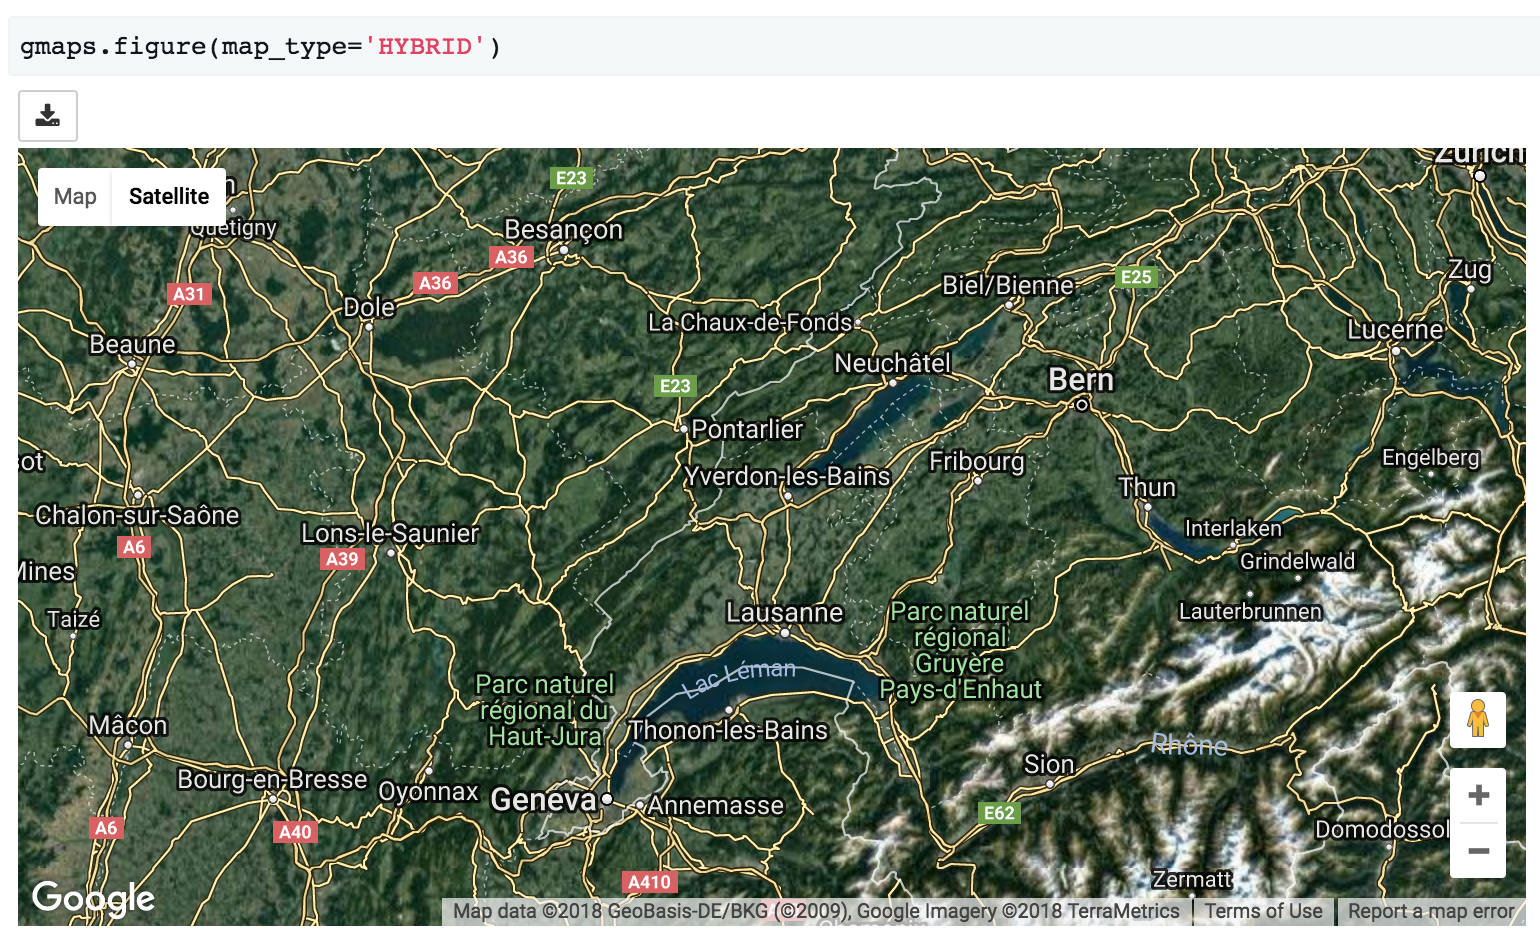 gmaps.figure(map_type='HYBRID')
Zürich
Map
Satellite
E23
Quetigny
Besançon
A36
A36
Zug
E25
Biel/Bienne
A31
Dole
La Chaux-de-Fonds
Lucerne
Beaune
Neuchâtel
Bern
E23
Pontarlier
Engelberg
Fribourg
Yverdon-les-Bains
Thun
Chalon-sur-Saône
Interlaken
Lons-le-Saunier
A6
A39
Grindelwald
Mines
Lauterbrunnen
Taizé
Lausanne
Parc naturel
régional
Gruyère
Pays-d'Enhaut
Lac Léman
Parc naturel
régional du
Haut-Jura
Mâcon
Thonon-les-Bains
Rhône
Sion
Bourg-en-Bresse
Oyonnax
Geneva
Annemasse
E62
A6
A40
Domodossol
Zermatt
A410
Google
Map data ©2018 GeoBasis-DE/BKG (©2009), Google Imagery ©2018 TerraMetrics
Terms of Use
Report a map error